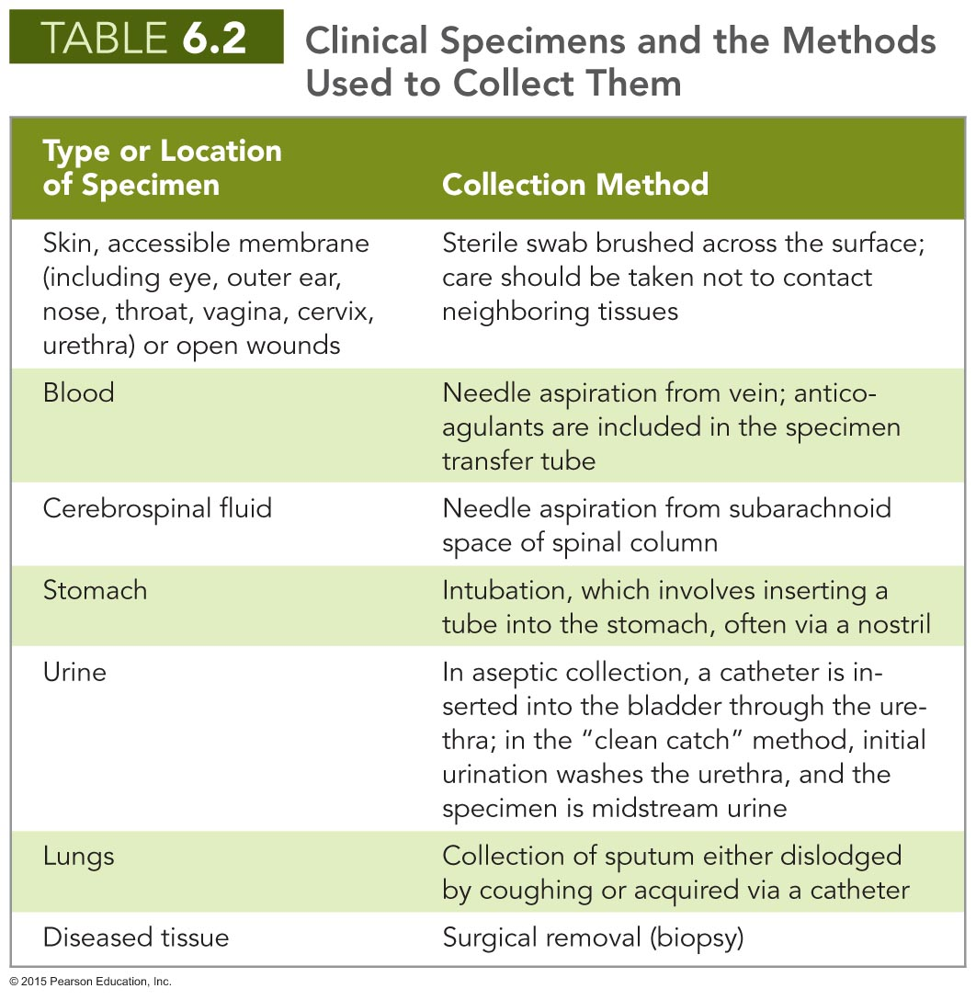 TABLE 6.2
Clinical Specimens and the Methods
Used to Collect Them
Type or Location
of Specimen
Collection Method
Skin, accessible membrane
(including eye, outer ear,
nose, throat, vagina, cervix,
urethra) or open wounds
Sterile swab brushed across the surface;
care should be taken not to contact
neighboring tissues
Blood
Needle aspiration from vein; antico-
agulants are included in the specimen
transfer tube
Cerebrospinal fluid
Needle aspiration from subarachnoid
space of spinal column
Stomach
Intubation, which involves inserting a
tube into the stomach, often via a nostril
Urine
In aseptic collection, a catheter is in-
serted into the bladder through the ure-
thra; in the “clean catch” method, initial
urination washes the urethra, and the
specimen is midstream urine
Lungs
Collection of sputum either dislodged
by coughing or acquired via a catheter
Diseased tissue
Surgical removal (biopsy)
© 2015 Pearson Education, Inc.